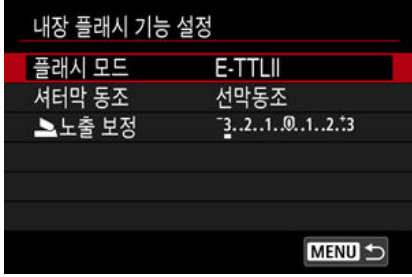 내장 플래시 기능 설정
플래시 모드 E-TTLII
셔터막 동조 선막동조
노출 보정 -3..2..1..0..1..2.+3
MENU